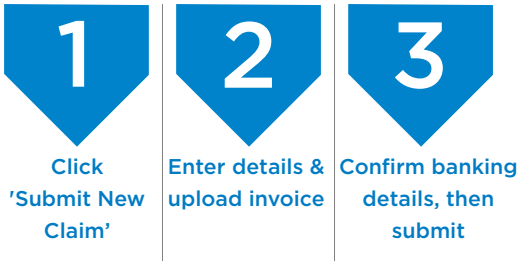 1
Click
'Submit New
Claim’
2
Enter details &
upload invoice
3
Confirm banking
details, then
submit